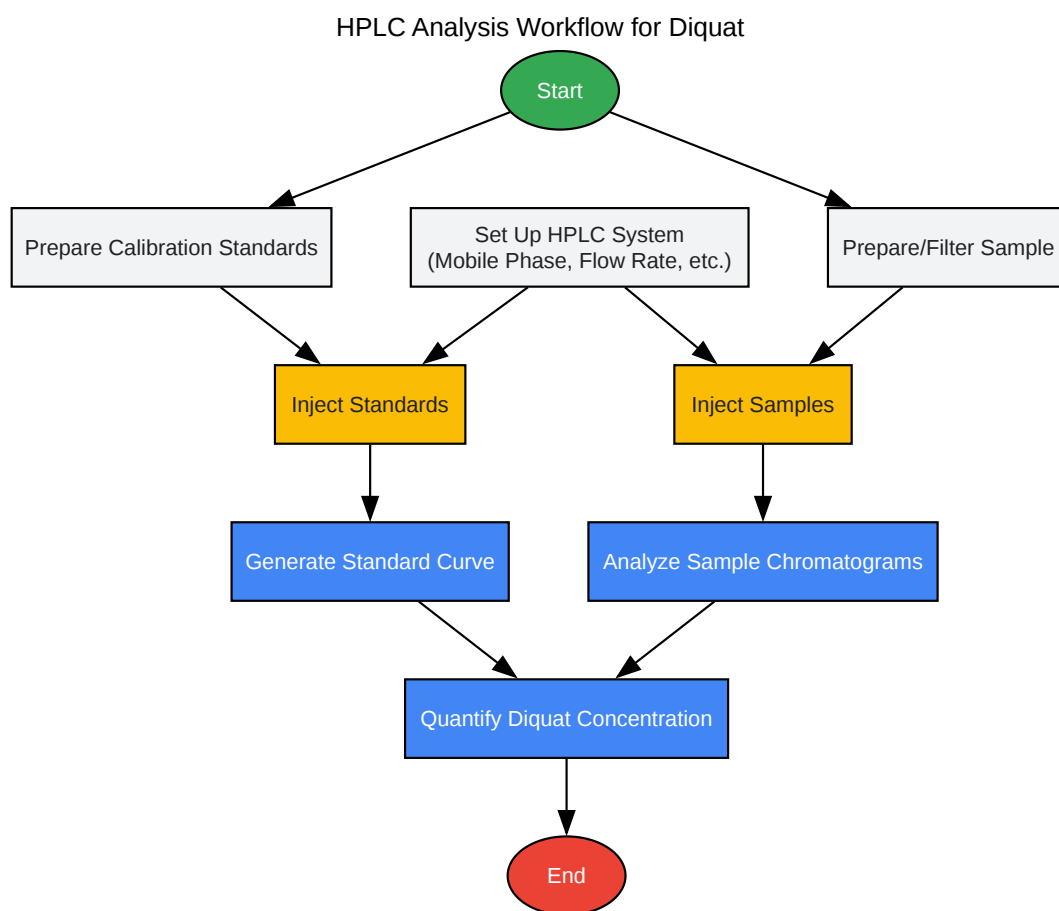 HPLC Analysis Workflow for Diquat
Start
Prepare Calibration Standards
Set Up HPLC System
(Mobile Phase, Flow Rate, etc.)
Prepare/Filter Sample
Inject Standards
Inject Samples
Generate Standard Curve
Analyze Sample Chromatograms
Quantify Diquat Concentration
End